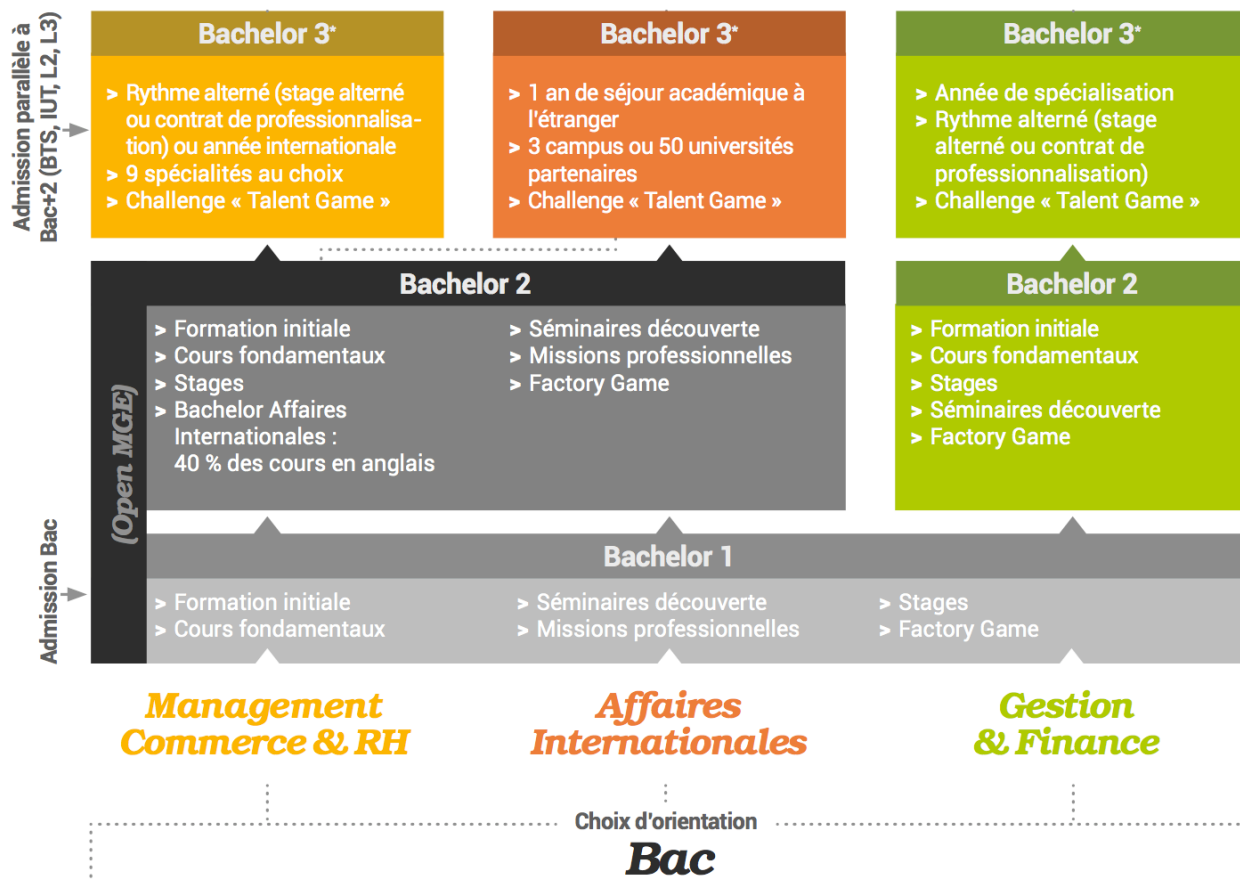 Admission parallèle à
Bac+2 (BTS, IUT, L2, L3)
Bachelor 3*
> Rythme alterné (stage alterné
ou contrat de professionnalisa-
tion) ou année internationale
> 9 spécialités au choix
> Challenge « Talent Game »
Bachelor 3*
> 1 an de séjour académique à
l'étranger
> 3 campus ou 50 universités
partenaires
> Challenge « Talent Game »
Bachelor 3*
> Année de spécialisation
> Rythme alterné (stage
alterné ou contrat de
professionnalisation)
> Challenge « Talent Game »
(Open MGE)
Bachelor 2
> Formation initiale
> Cours fondamentaux
> Stages
> Bachelor Affaires
Internationales :
40 % des cours en anglais
> Séminaires découverte
> Missions professionnelles
> Factory Game
Bachelor 2
> Formation initiale
> Cours fondamentaux
> Stages
> Séminaires découverte
> Factory Game
Admission Bac
Bachelor 1
> Formation initiale
> Cours fondamentaux
> Séminaires découverte
> Missions professionnelles
> Stages
> Factory Game
Management
Commerce & RH
Affaires
Internationales
Gestion
& Finance
Choix d'orientation
Bac